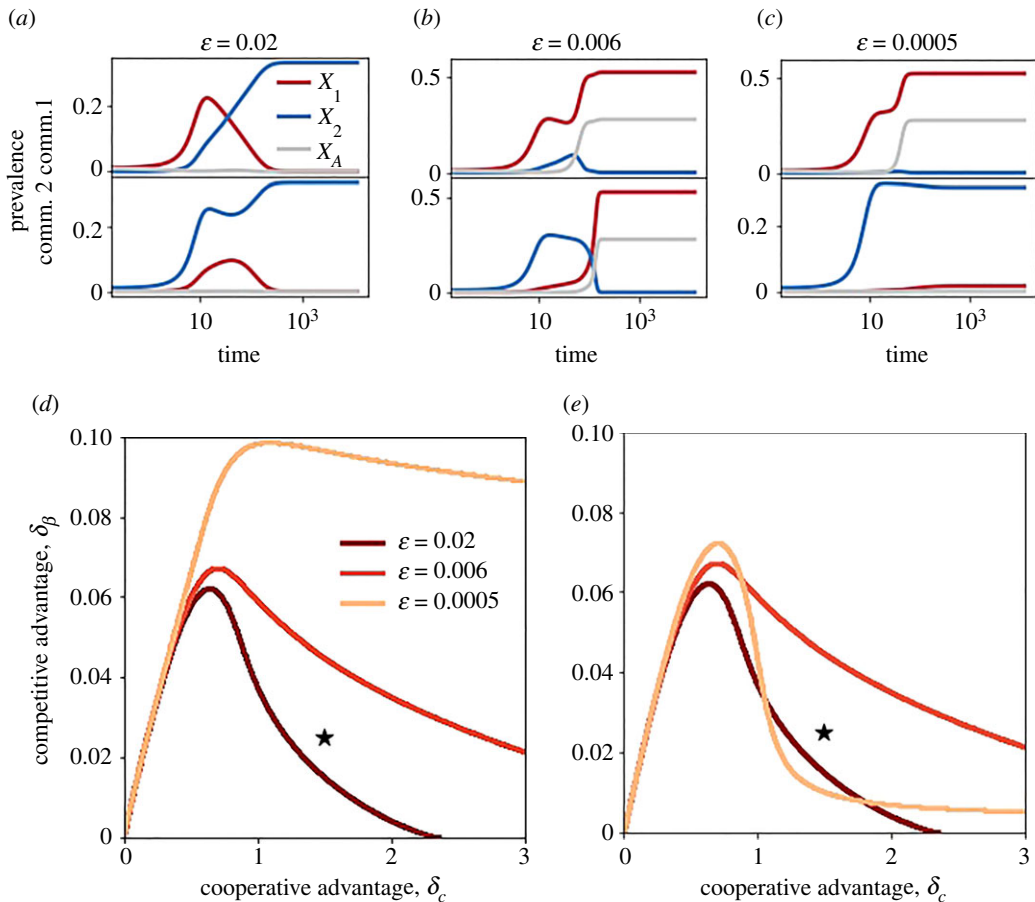 (a)
(b)
(c)
ε = 0.02
ε = 0.006
ε = 0.0005
prevalence
comm. 2 comm.1
0.2
0
0.2
0
X1
X2
XA
0.5
0
0.5
0
0.2
0
0.2
0
10
10³
10
10³
10
10³
time
time
time
(d)
(e)
competitive advantage, δβ
0.10
0.08
0.06
0.04
0.02
0
ε = 0.02
ε = 0.006
ε = 0.0005
0
1
2
3
cooperative advantage, δc
0.10
0.08
0.06
0.04
0.02
0
0
1
2
3
cooperative advantage, δc